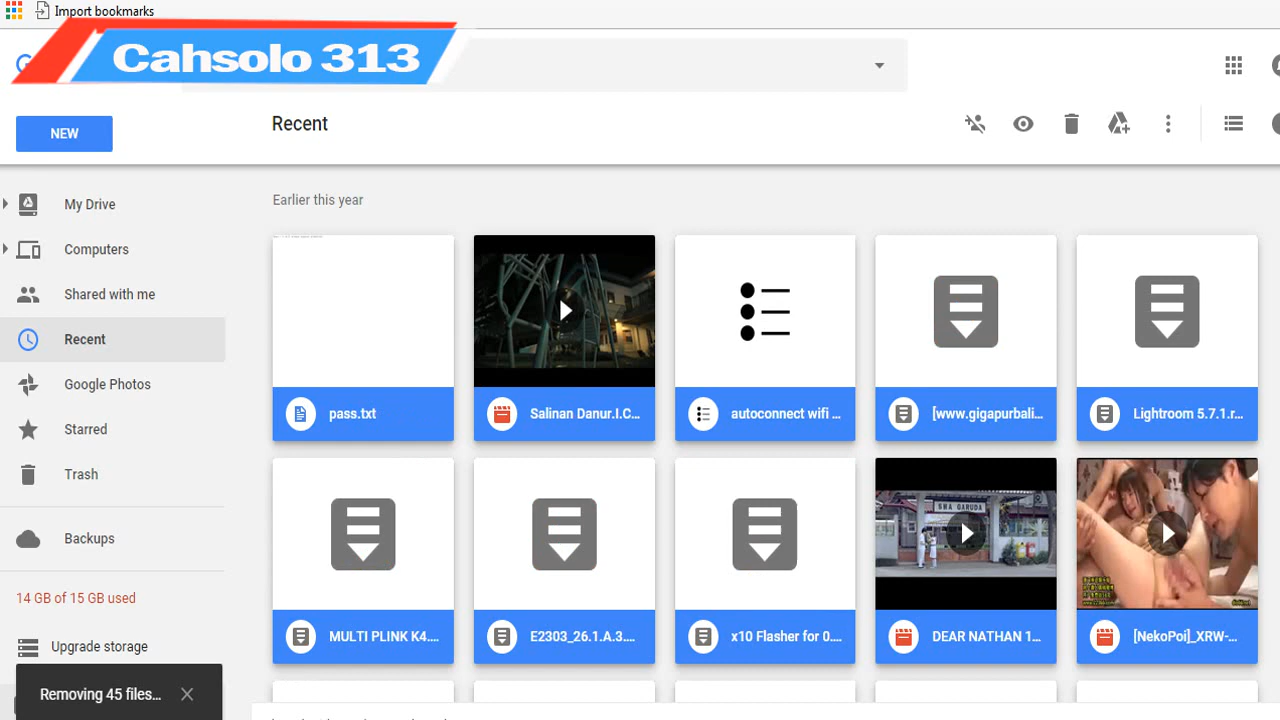 Import bookmarks
Cahsolo 313
NEW
Recent
My Drive
Computers
Shared with me
Recent
Google Photos
Starred
Trash
Backups
14 GB of 15 GB used
Upgrade storage
Removing 45 files...
Earlier this year
pass.txt
Salinan Danur.I.C...
autoconnect wifi ...
[www.gigapurbali...
Lightroom 5.7.1.r...
SMA GARUDA
MULTI PLINK K4....
E2303_26.1.A.3....
x10 Flasher for 0....
DEAR NATHAN 1...
[NekoPoi]_XRW-...